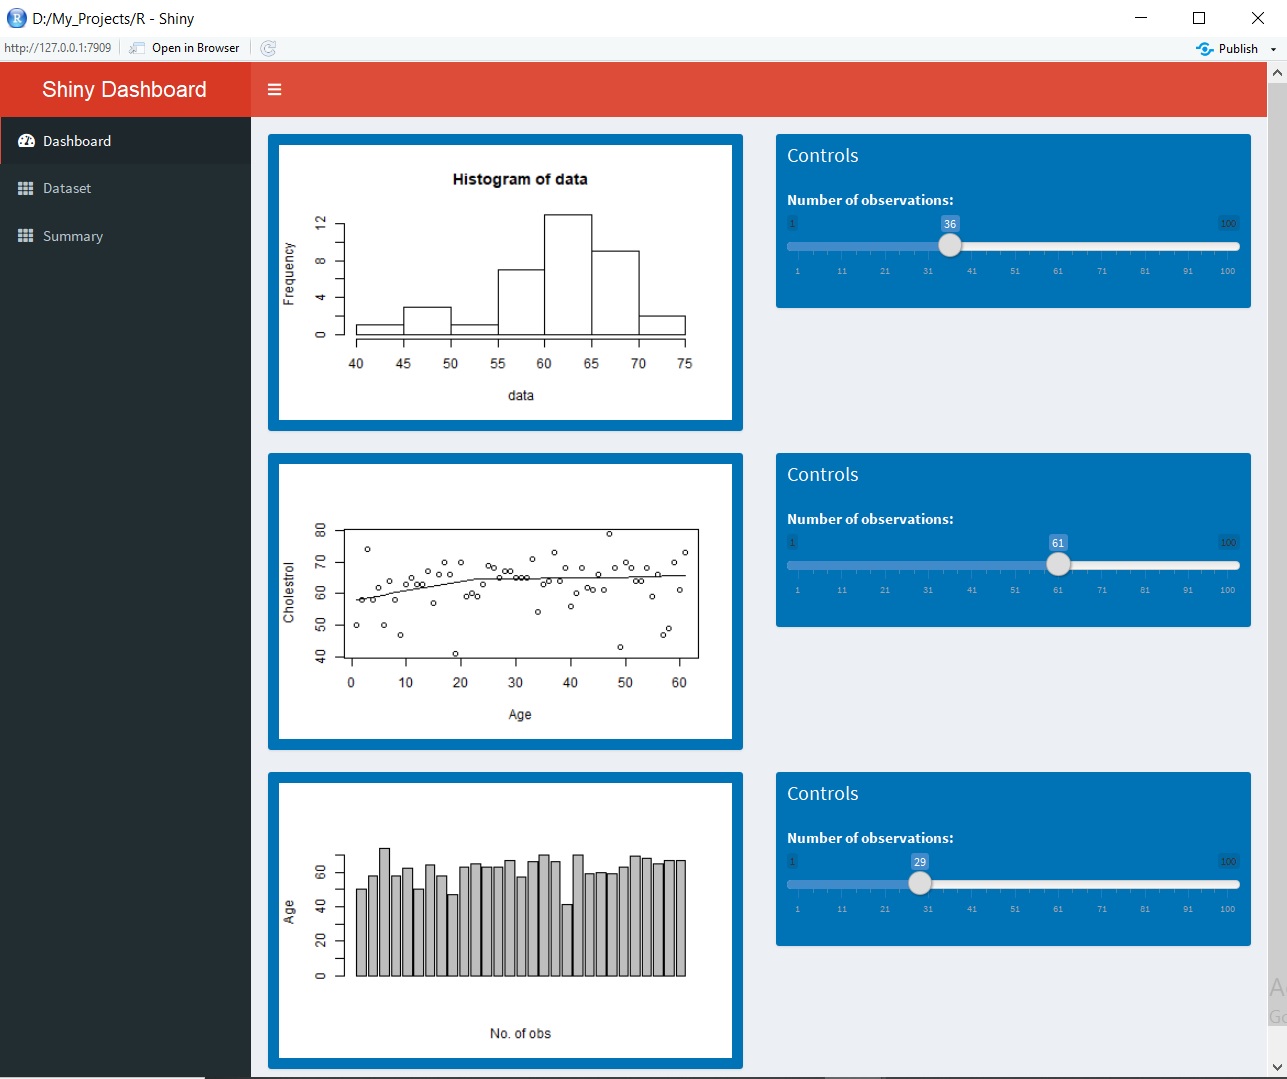 D:/My_Projects/R - Shiny
http://127.0.0.1:7909 Open in Browser Publish
Shiny Dashboard
Dashboard
Dataset
Summary
Histogram of data
Frequency
0 4 8 12
40 45 50 55 60 65 70 75
data
Controls
Number of observations:
1 36 100
1 11 21 31 41 51 61 71 81 91 100
Cholestrol
40 50 60 70 80
0 10 20 30 40 50 60
Age
Controls
Number of observations:
1 61 100
1 11 21 31 41 51 61 71 81 91 100
Age
0 20 40 60
No. of obs
Controls
Number of observations:
1 29 100
1 11 21 31 41 51 61 71 81 91 100